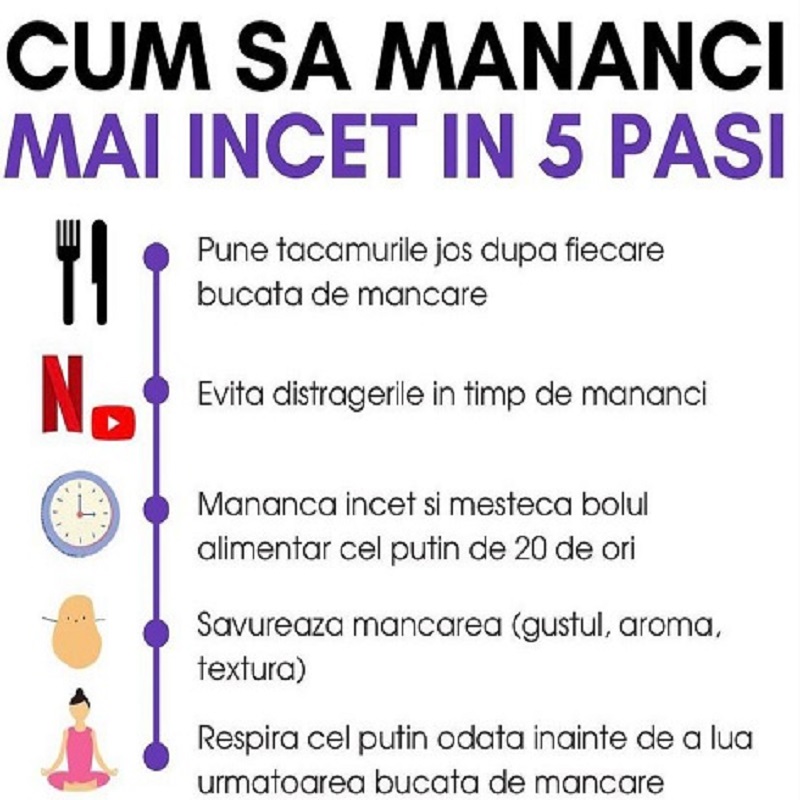 CUM SA MANANCI
MAI INCET IN 5 PASI
Pune tacamurile jos dupa fiecare
bucata de mancare
N
Evita distragerile in timp de mananci
Mananca incet si mesteca bolul
alimentar cel putin de 20 de ori
Savureaza mancarea (gustul, aroma,
textura)
Respira cel putin odata inainte de a lua
urmatoarea bucata de mancare